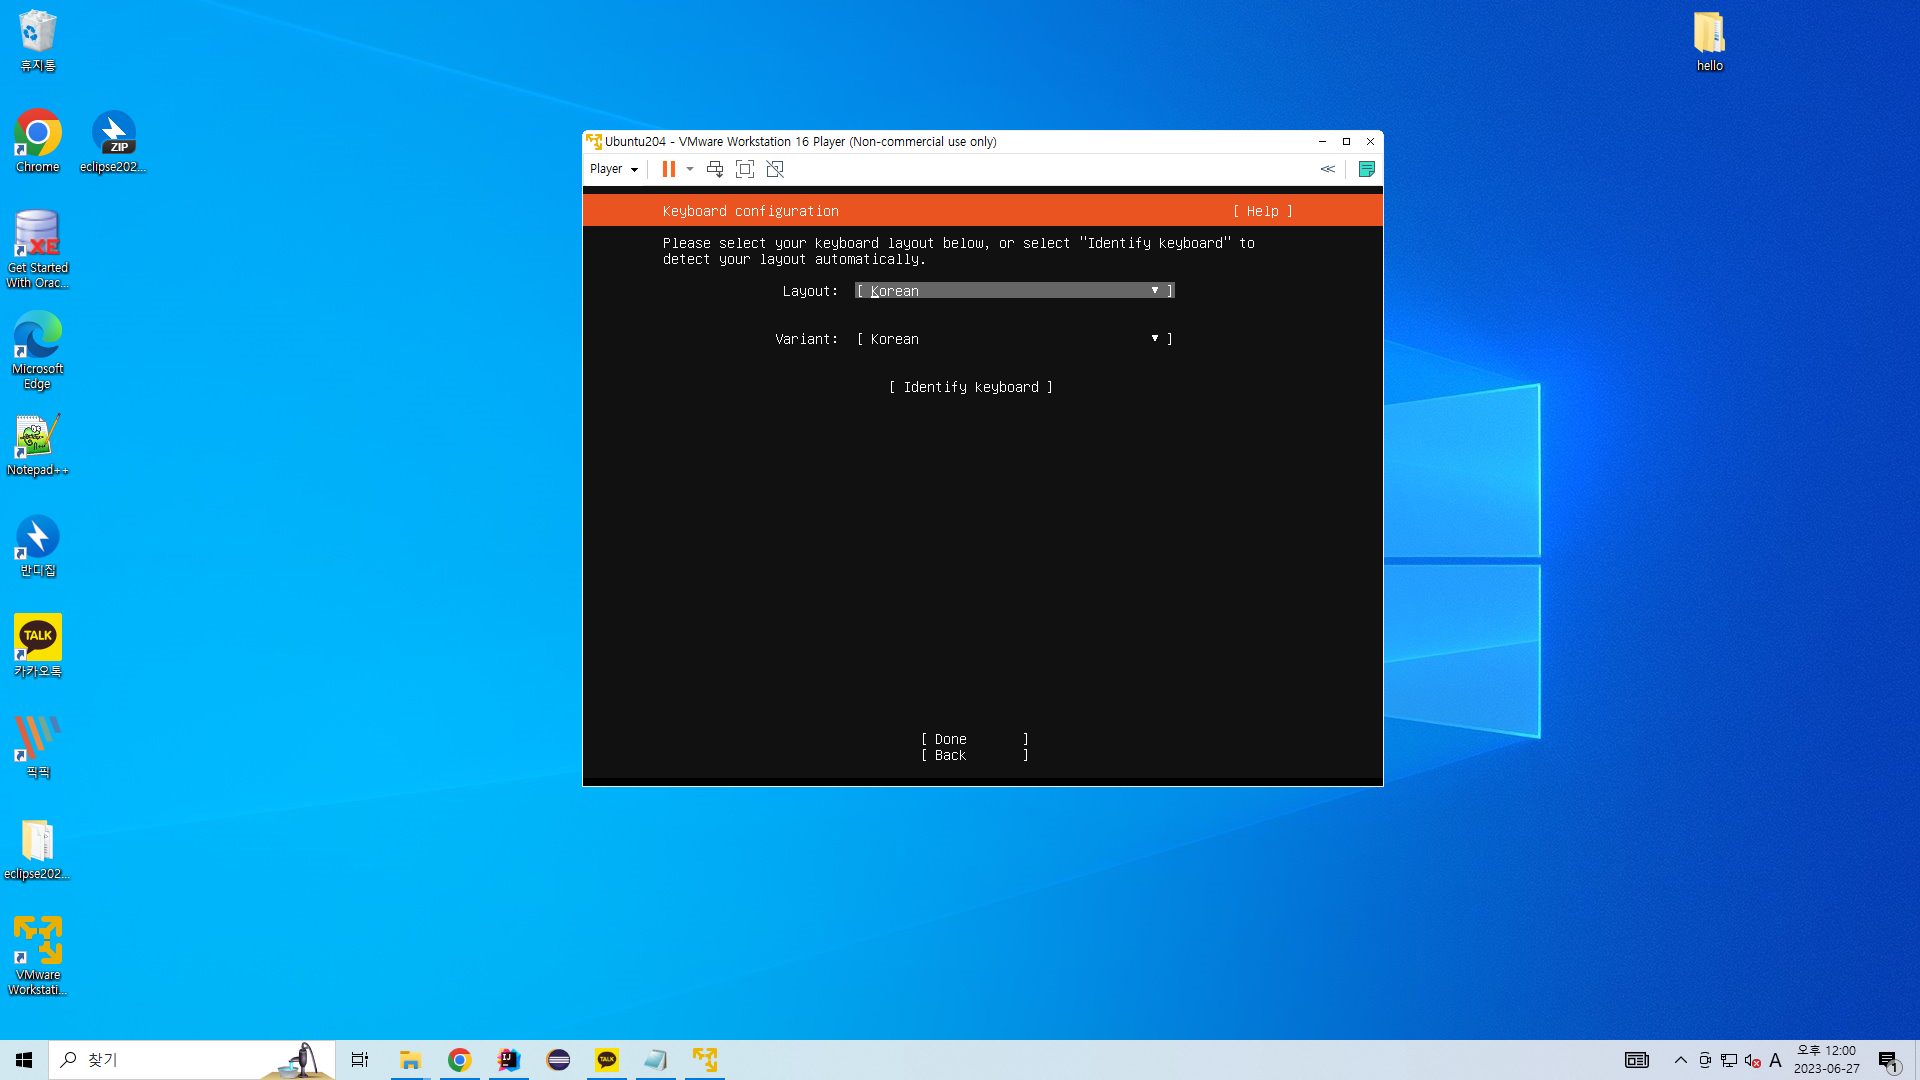 휴지통
hello
Chrome
ZIP
eclipse202...
XE
Get Started
With Orac...
Microsoft
Edge
Notepad++
반디집
TALK
카카오톡
픽픽
eclipse202...
VMware
Workstati...
Ubuntu204 - VMware Workstation 16 Player (Non-commercial use only)
Player
Keyboard configuration [ Help ]
Please select your keyboard layout below, or select "Identify keyboard" to
detect your layout automatically.
Layout: [ Korean ▼ ]
Variant: [ Korean ▼ ]
[ Identify keyboard ]
[ Done ]
[ Back ]
찾기
IJ
TALK
A
오후 12:00
2023-06-27
1